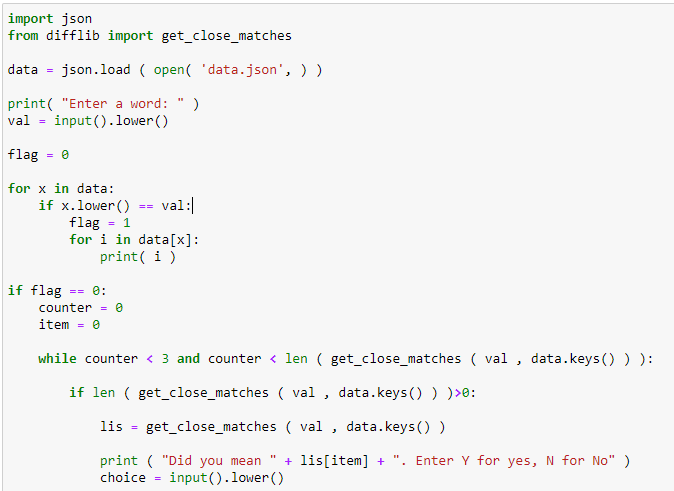 import json
from difflib import get_close_matches
data = json.load ( open( 'data.json', ) )
print( "Enter a word: " )
val = input().lower()
flag = 0
for x in data:
    if x.lower() == val:
        flag = 1
        for i in data[x]:
            print( i )
if flag == 0:
    counter = 0
    item = 0
    while counter < 3 and counter < len ( get_close_matches ( val , data.keys() ) ):
        if len ( get_close_matches ( val , data.keys() ) )>0:
            lis = get_close_matches ( val , data.keys() )
            print ( "Did you mean " + lis[item] + ". Enter Y for yes, N for No" )
            choice = input().lower()